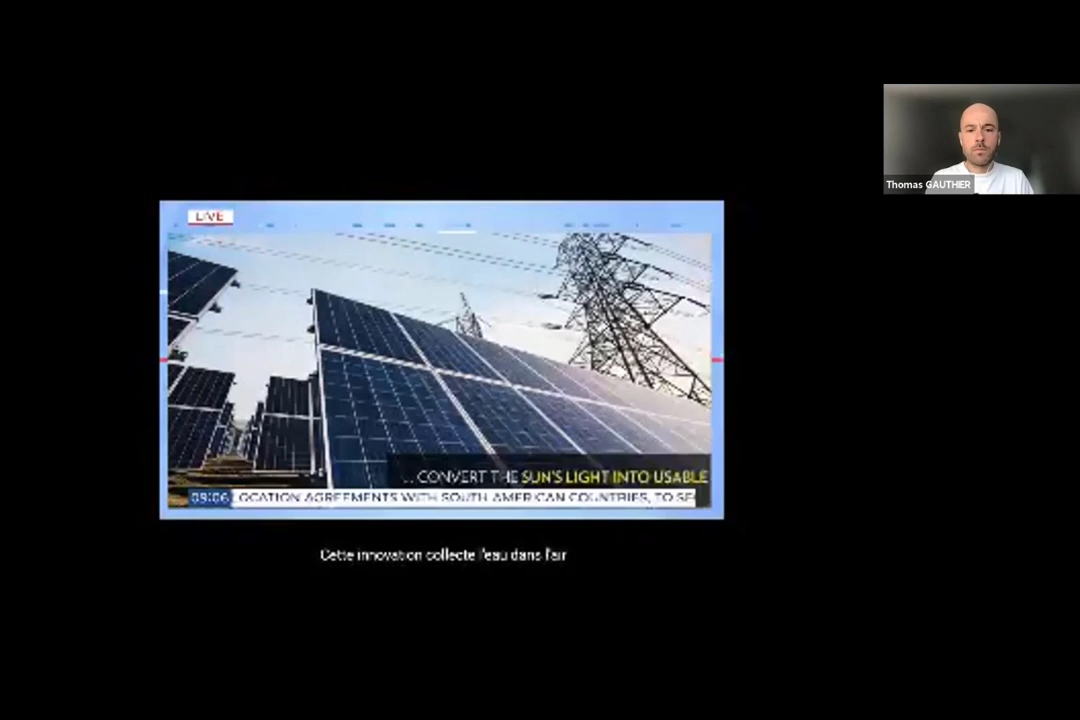 LIVE
Thomas GAUTHIER
... CONVERT THE SUN'S LIGHT INTO USABLE
09:06 OCATION AGREEMENTS WITH SOUTH AMERICAN COUNTRIES, TO SE
Cette innovation collecte l'eau dans l'air